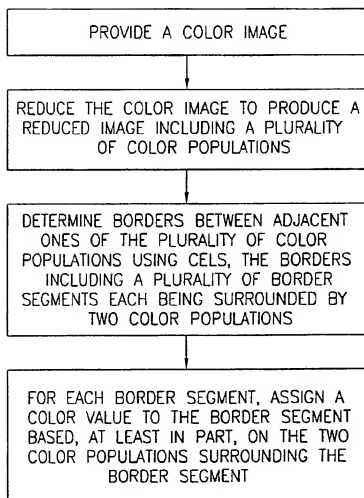 PROVIDE A COLOR IMAGE
REDUCE THE COLOR IMAGE TO PRODUCE A
REDUCED IMAGE INCLUDING A PLURALITY
OF COLOR POPULATIONS
DETERMINE BORDERS BETWEEN ADJACENT
ONES OF THE PLURALITY OF COLOR
POPULATIONS USING CELS, THE BORDERS
INCLUDING A PLURALITY OF BORDER
SEGMENTS EACH BEING SURROUNDED BY
TWO COLOR POPULATIONS
FOR EACH BORDER SEGMENT, ASSIGN A
COLOR VALUE TO THE BORDER SEGMENT
BASED, AT LEAST IN PART, ON THE TWO
COLOR POPULATIONS SURROUNDING THE
BORDER SEGMENT